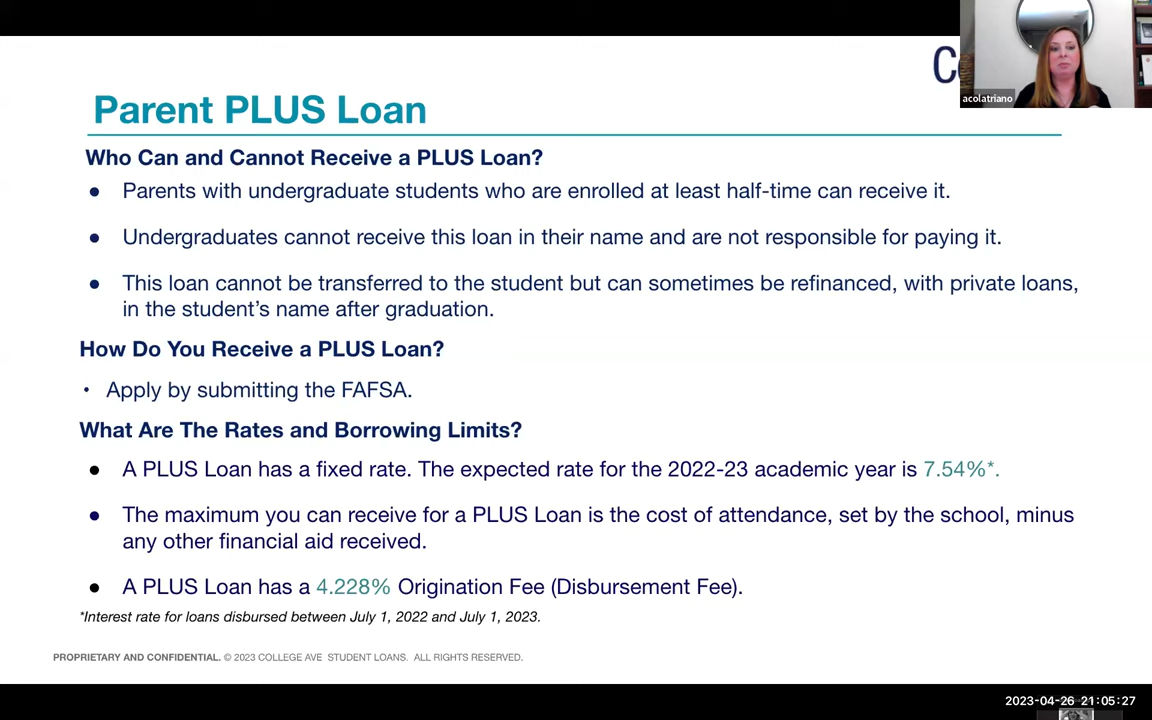 C
acolatriano
Parent PLUS Loan
Who Can and Cannot Receive a PLUS Loan?
● Parents with undergraduate students who are enrolled at least half-time can receive it.
● Undergraduates cannot receive this loan in their name and are not responsible for paying it.
● This loan cannot be transferred to the student but can sometimes be refinanced, with private loans,
in the student’s name after graduation.
How Do You Receive a PLUS Loan?
• Apply by submitting the FAFSA.
What Are The Rates and Borrowing Limits?
● A PLUS Loan has a fixed rate. The expected rate for the 2022-23 academic year is 7.54%*.
● The maximum you can receive for a PLUS Loan is the cost of attendance, set by the school, minus
any other financial aid received.
● A PLUS Loan has a 4.228% Origination Fee (Disbursement Fee).
*Interest rate for loans disbursed between July 1, 2022 and July 1, 2023.
PROPRIETARY AND CONFIDENTIAL. © 2023 COLLEGE AVE STUDENT LOANS. ALL RIGHTS RESERVED.
2023-04-26 21:05:27